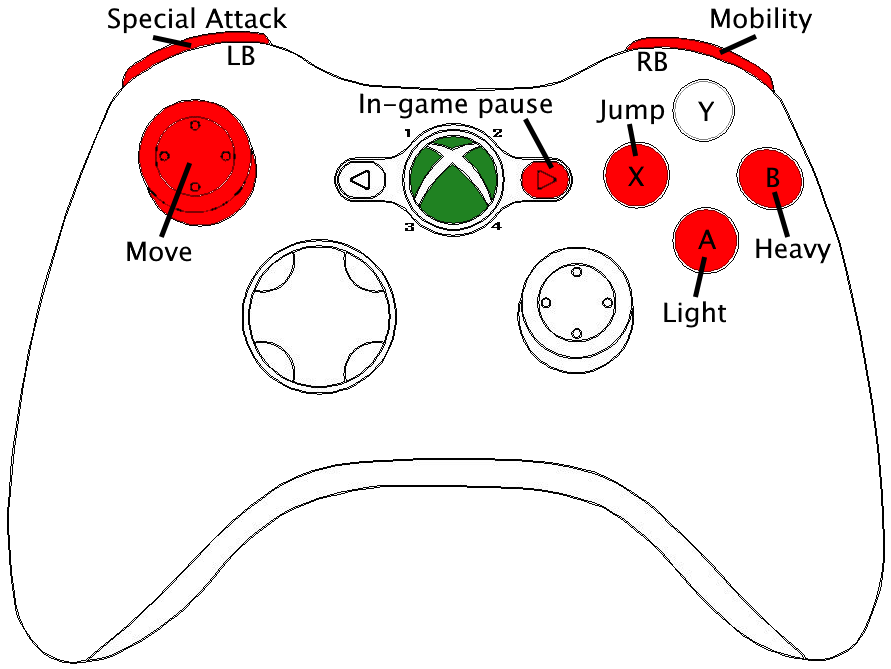 Special Attack
Mobility
LB
RB
In-game pause
Jump
Y
1
2
X
B
3
4
A
Move
Heavy
Light